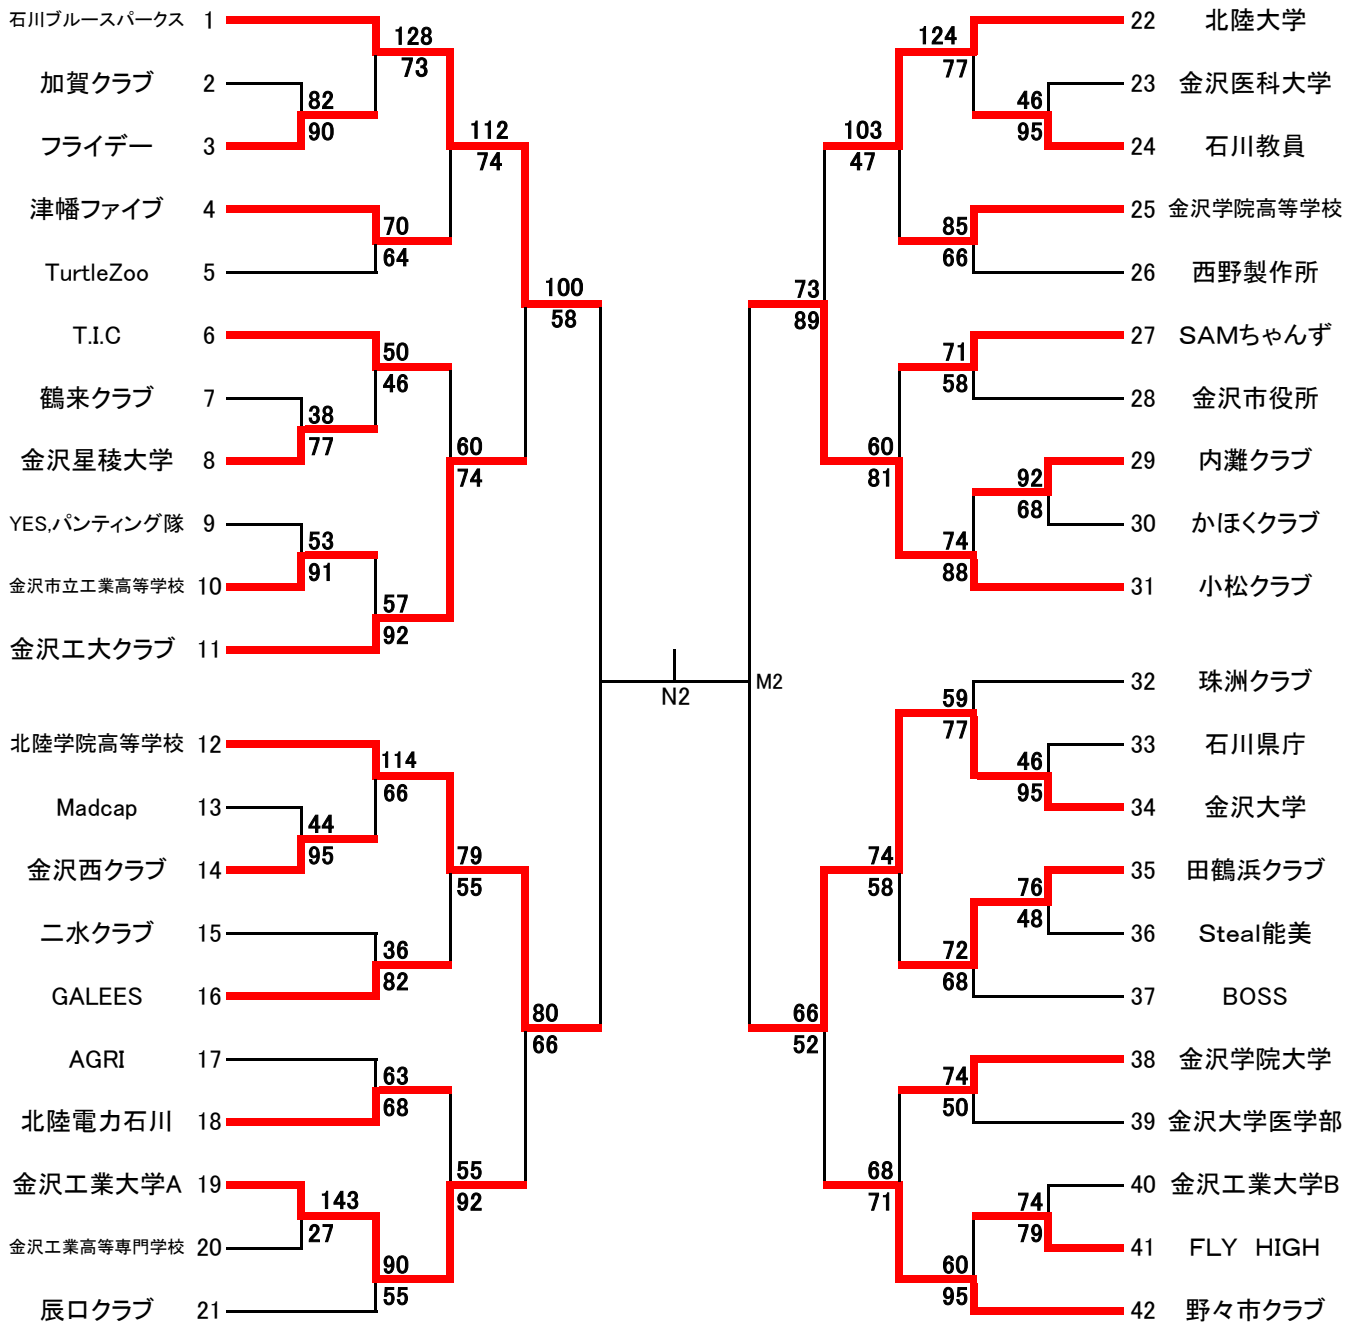 石川ブルースパークス 1
加賀クラブ 2
フライデー 3
津幡ファイブ 4
TurtleZoo 5
T.I.C 6
鶴来クラブ 7
金沢星稜大学 8
YES,パンティング隊 9
金沢市立工業高等学校 10
金沢工大クラブ 11
北陸学院高等学校 12
Madcap 13
金沢西クラブ 14
二水クラブ 15
GALEES 16
AGRI 17
北陸電力石川 18
金沢工業大学A 19
金沢工業高等専門学校 20
辰口クラブ 21
82
90
38
77
53
91
44
95
143
27
128
73
70
64
50
46
57
92
114
66
36
82
63
68
90
55
112
74
60
74
79
55
55
92
100
58
80
66
N2
M2
73
89
66
52
103
47
60
81
74
58
68
71
124
77
85
66
71
58
74
88
59
77
72
68
74
50
60
95
46
95
92
68
46
95
76
48
74
79
22 北陸大学
23 金沢医科大学
24 石川教員
25 金沢学院高等学校
26 西野製作所
27 SAMちゃんず
28 金沢市役所
29 内灘クラブ
30 かほくクラブ
31 小松クラブ
32 珠洲クラブ
33 石川県庁
34 金沢大学
35 田鶴浜クラブ
36 Steal能美
37 BOSS
38 金沢学院大学
39 金沢大学医学部
40 金沢工業大学B
41 FLY HIGH
42 野々市クラブ